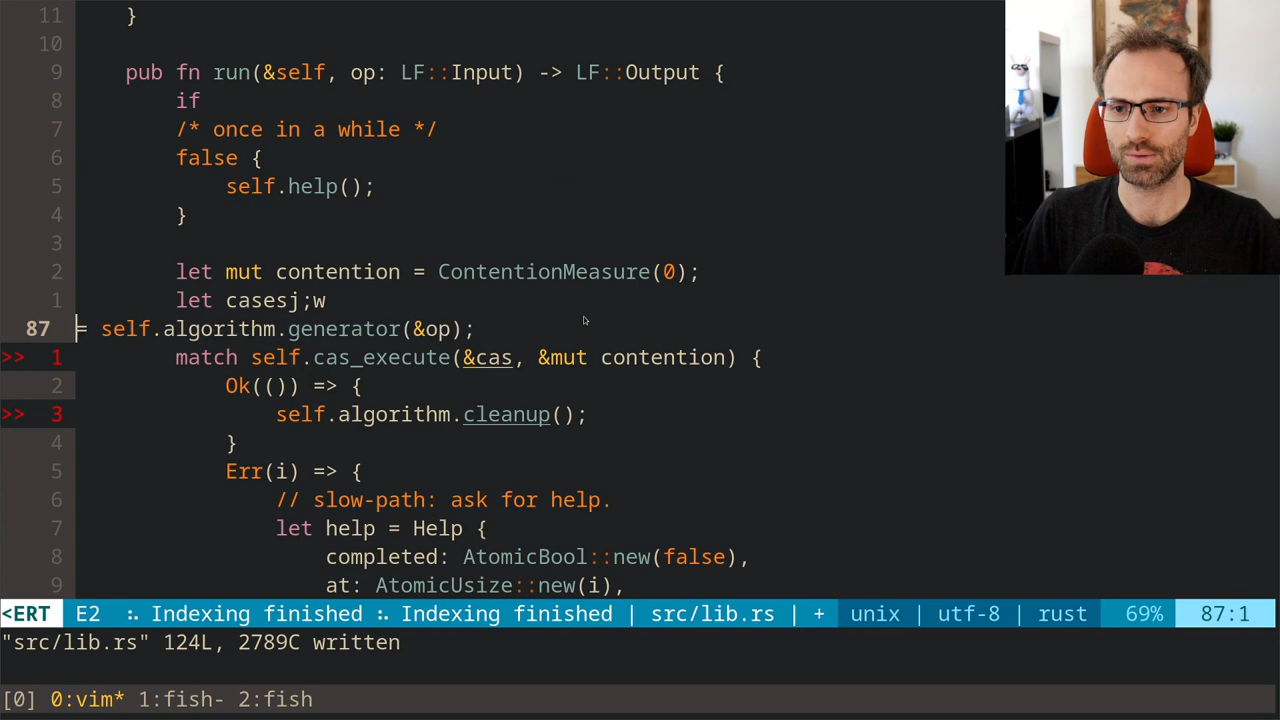 11 }
10
9 pub fn run(&self, op: LF::Input) -> LF::Output {
8 if
7 /* once in a while */
6 false {
5 self.help();
4 }
3
2 let mut contention = ContentionMeasure(0);
1 let casesj;w
87 = self.algorithm.generator(&op);
>> 1 match self.cas_execute(&cas, &mut contention) {
2 Ok(()) => {
>> 3 self.algorithm.cleanup();
4 }
5 Err(i) => {
6 // slow-path: ask for help.
7 let help = Help {
8 completed: AtomicBool::new(false),
9 at: AtomicUsize::new(i),
<ERT E2 : Indexing finished : Indexing finished | src/lib.rs | + unix | utf-8 | rust 69% 87:1
"src/lib.rs" 124L, 2789C written
[0] 0:vim* 1:fish- 2:fish